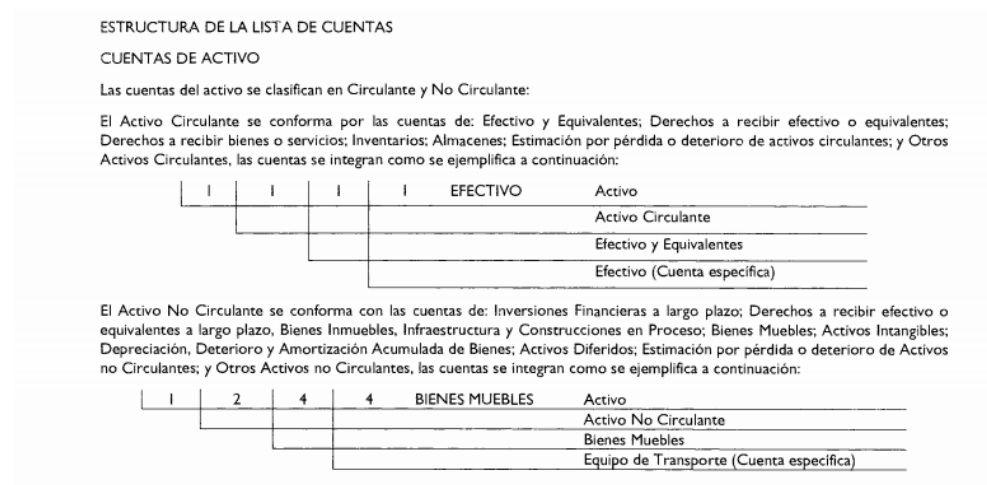 ESTRUCTURA DE LA LISTA DE CUENTAS
CUENTAS DE ACTIVO
Las cuentas del activo se clasifican en Circulante y No Circulante:
El Activo Circulante se conforma por las cuentas de: Efectivo y Equivalentes; Derechos a recibir efectivo o equivalentes;
Derechos a recibir bienes o servicios; Inventarios; Almacenes; Estimación por pérdida o deterioro de activos circulantes; y Otros
Activos Circulantes, las cuentas se integran como se ejemplifica a continuación:
1 1 1 1 EFECTIVO Activo
Activo Circulante
Efectivo y Equivalentes
Efectivo (Cuenta específica)
El Activo No Circulante se conforma con las cuentas de: Inversiones Financieras a largo plazo; Derechos a recibir efectivo o
equivalentes a largo plazo, Bienes Inmuebles, Infraestructura y Construcciones en Proceso; Bienes Muebles; Activos Intangibles;
Depreciación, Deterioro y Amortización Acumulada de Bienes; Activos Diferidos; Estimación por pérdida o deterioro de Activos
no Circulantes; y Otros Activos no Circulantes, las cuentas se integran como se ejemplifica a continuación:
1 2 4 4 BIENES MUEBLES Activo
Activo No Circulante
Bienes Muebles
Equipo de Transporte (Cuenta específica)